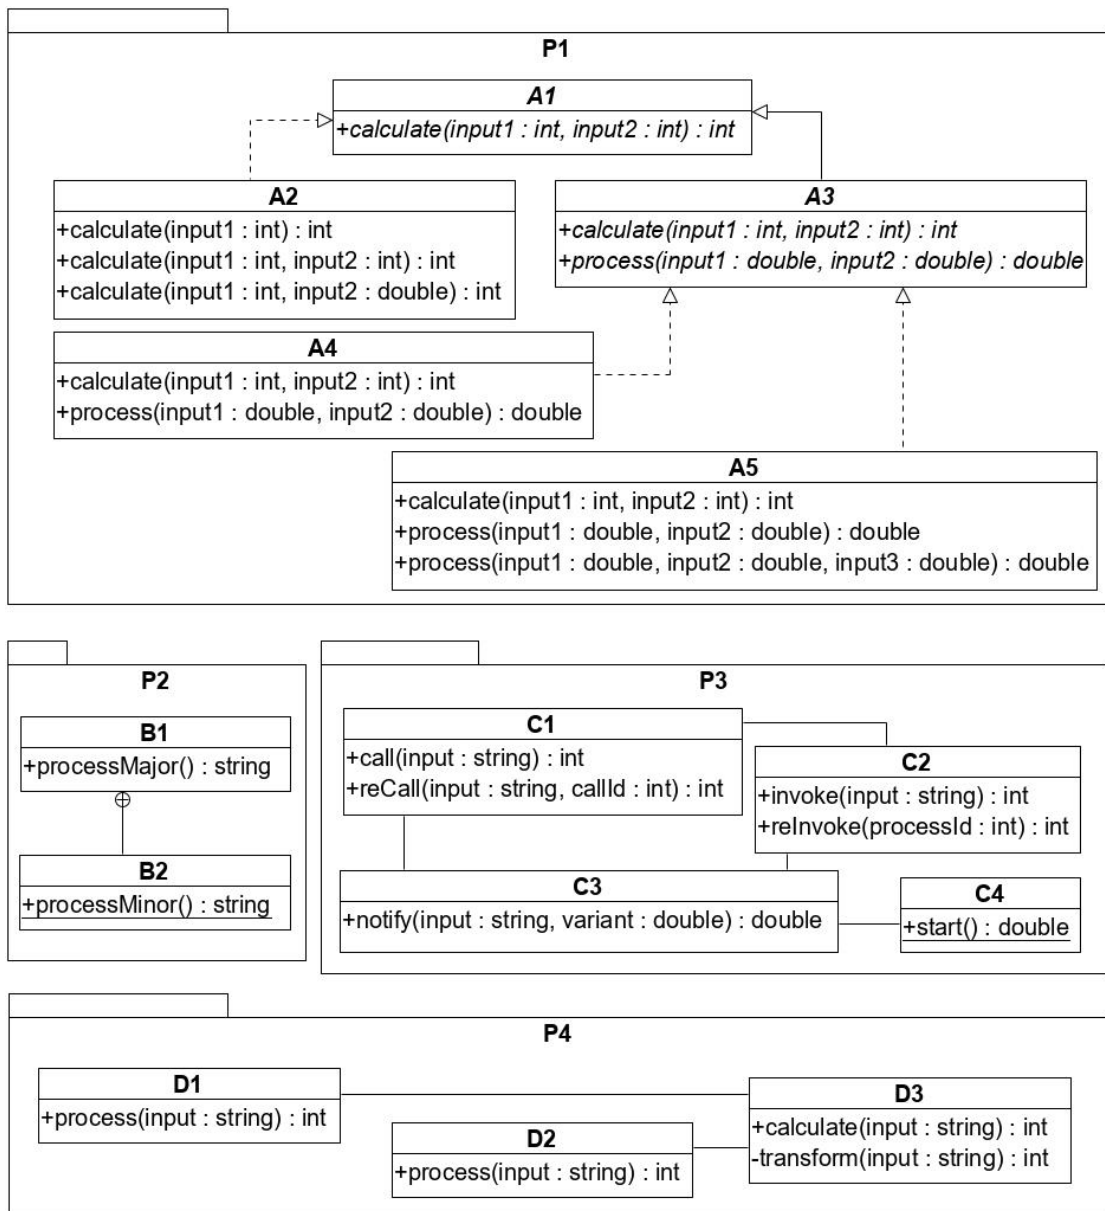 P1
A1
+calculate(input1 : int, input2 : int) : int
A2
+calculate(input1 : int) : int
+calculate(input1 : int, input2 : int) : int
+calculate(input1 : int, input2 : double) : int
A3
+calculate(input1 : int, input2 : int) : int
+process(input1 : double, input2 : double) : double
A4
+calculate(input1 : int, input2 : int) : int
+process(input1 : double, input2 : double) : double
A5
+calculate(input1 : int, input2 : int) : int
+process(input1 : double, input2 : double) : double
+process(input1 : double, input2 : double, input3 : double) : double
P2
B1
+processMajor() : string
B2
+processMinor() : string
P3
C1
+call(input : string) : int
+reCall(input : string, callId : int) : int
C2
+invoke(input : string) : int
+reInvoke(processId : int) : int
C3
+notify(input : string, variant : double) : double
C4
+start() : double
P4
D1
+process(input : string) : int
D2
+process(input : string) : int
D3
+calculate(input : string) : int
-transform(input : string) : int